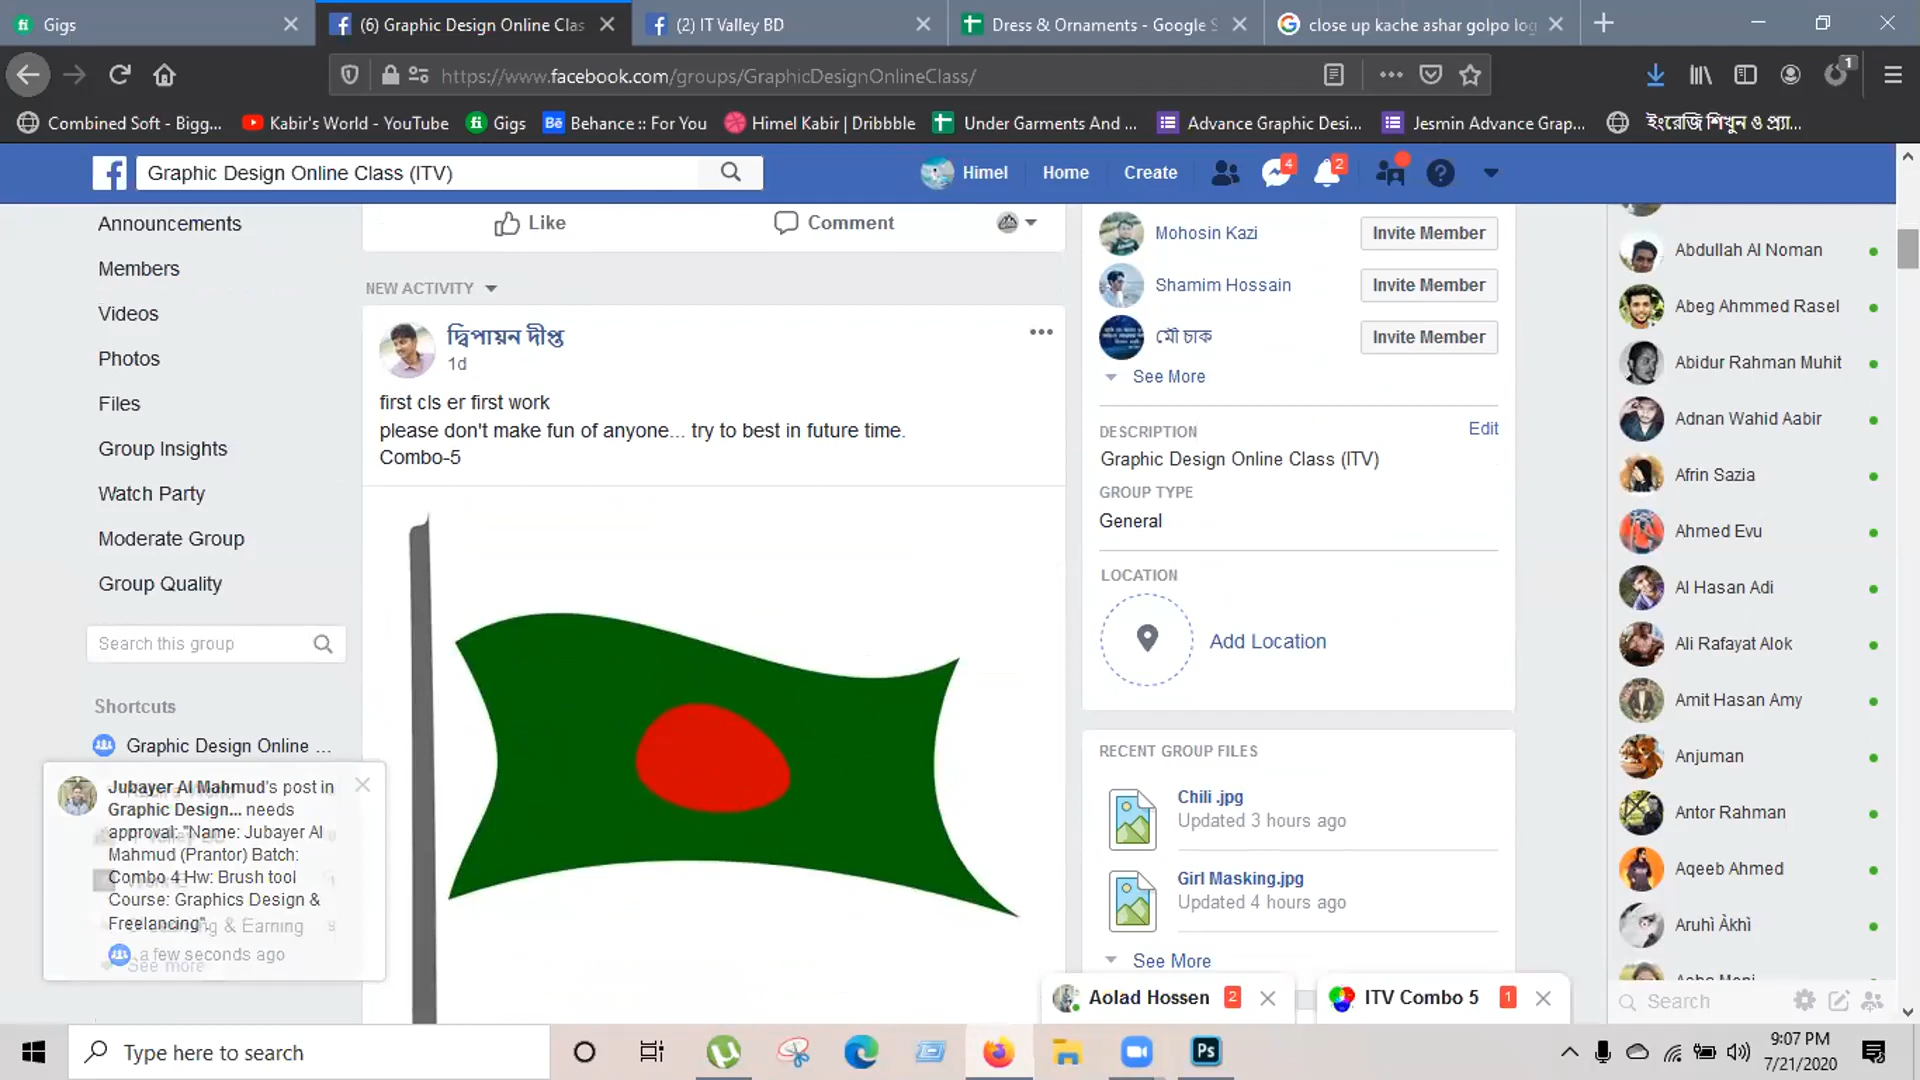 Gigs
(6) Graphic Design Online Clas
(2) IT Valley BD
Dress & Ornaments - Google S
close up kache ashar golpo log
https://www.facebook.com/groups/GraphicDesignOnlineClass/
1
Combined Soft - Bigg...
Kabir's World - YouTube
Gigs
Behance :: For You
Himel Kabir | Dribbble
Under Garments And ...
Advance Graphic Desi...
Jesmin Advance Grap...
ইংরেজি শিখুন ও প্র্যা...
Graphic Design Online Class (ITV)
Himel
Home
Create
4
2
Announcements
Members
Videos
Photos
Files
Group Insights
Watch Party
Moderate Group
Group Quality
Search this group
Shortcuts
Graphic Design Online ...
Jubayer Al Mahmud's post in
Graphic Design... needs
approval: "Name: Jubayer Al
Mahmud (Prantor) Batch:
Combo 4 Hw: Brush tool
Course: Graphics Design &
Freelancing"
a few seconds ago
& Earning
See more
Like
Comment
NEW ACTIVITY
দ্বিপায়ন দীপ্ত
1d
first cls er first work
please don't make fun of anyone... try to best in future time.
Combo-5
Mohosin Kazi
Invite Member
Shamim Hossain
Invite Member
মৌ চাক
Invite Member
See More
DESCRIPTION
Edit
Graphic Design Online Class (ITV)
GROUP TYPE
General
LOCATION
Add Location
RECENT GROUP FILES
Chili .jpg
Updated 3 hours ago
Girl Masking.jpg
Updated 4 hours ago
See More
Aolad Hossen 2
ITV Combo 5 1
Abdullah Al Noman
Abeg Ahmmed Rasel
Abidur Rahman Muhit
Adnan Wahid Aabir
Afrin Sazia
Ahmed Evu
Al Hasan Adi
Ali Rafayat Alok
Amit Hasan Amy
Anjuman
Antor Rahman
Aqeeb Ahmed
Aruhì Àkhì
Search
Type here to search
Ps
9:07 PM
7/21/2020